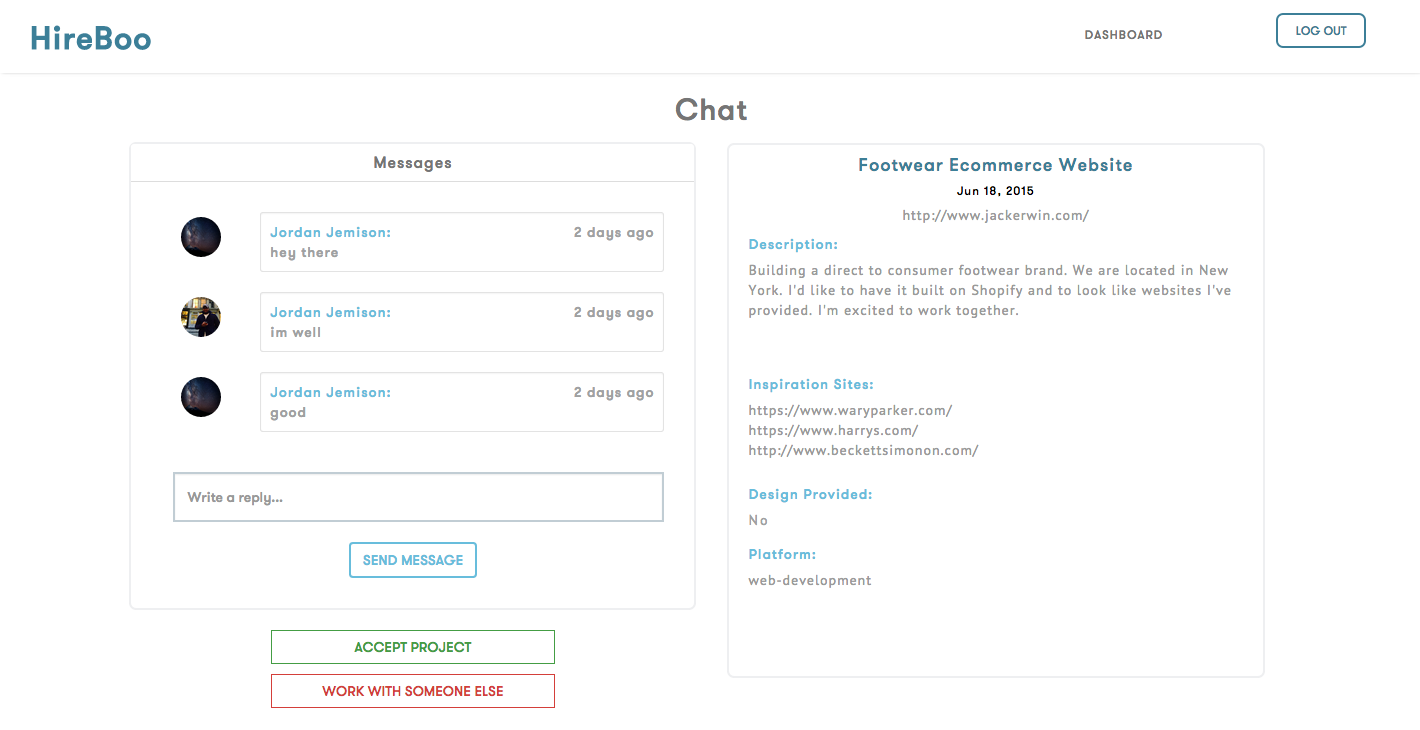 HireBoo
DASHBOARD
LOG OUT
Chat
Messages
Jordan Jemison: 2 days ago
hey there
Jordan Jemison: 2 days ago
im well
Jordan Jemison: 2 days ago
good
Write a reply...
SEND MESSAGE
ACCEPT PROJECT
WORK WITH SOMEONE ELSE
Footwear Ecommerce Website
Jun 18, 2015
http://www.jackerwin.com/
Description:
Building a direct to consumer footwear brand. We are located in New
York. I'd like to have it built on Shopify and to look like websites I've
provided. I'm excited to work together.
Inspiration Sites:
https://www.waryparker.com/
https://www.harrys.com/
http://www.beckettsimonon.com/
Design Provided:
No
Platform:
web-development